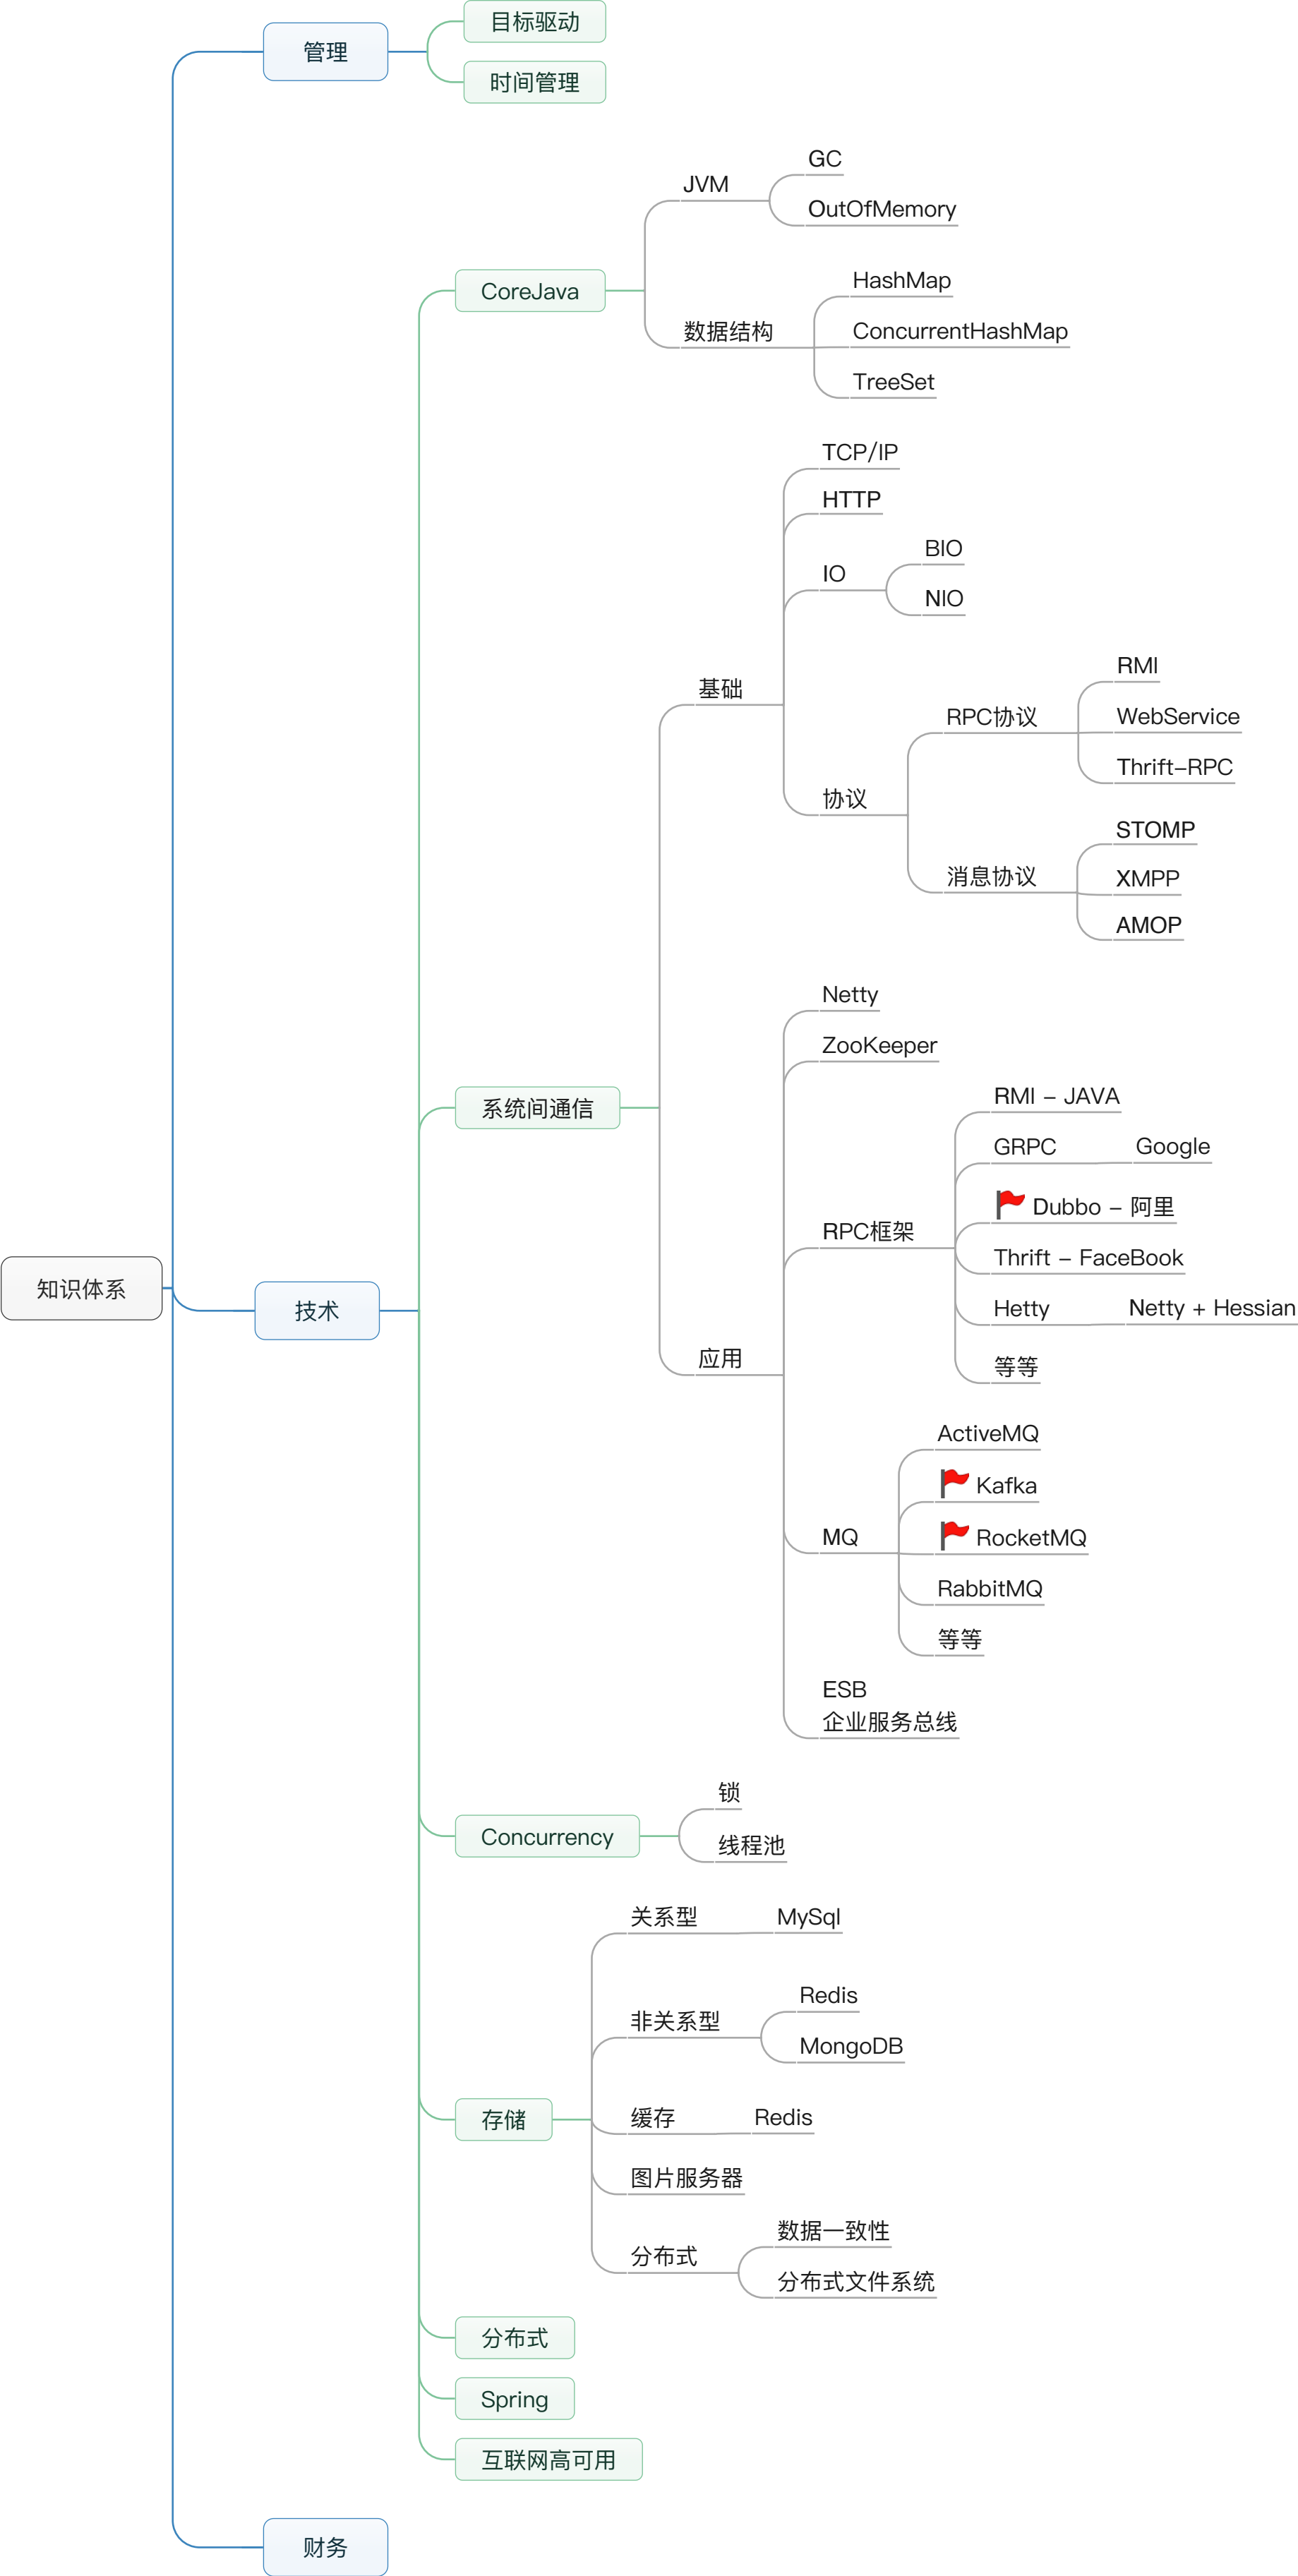 知识体系
管理
目标驱动
时间管理
技术
CoreJava
JVM
GC
OutOfMemory
数据结构
HashMap
ConcurrentHashMap
TreeSet
系统间通信
基础
TCP/IP
HTTP
IO
BIO
NIO
协议
RPC协议
RMI
WebService
Thrift-RPC
消息协议
STOMP
XMPP
AMOP
应用
Netty
ZooKeeper
RPC框架
RMI - JAVA
GRPC
Google
Dubbo - 阿里
Thrift - FaceBook
Hetty
Netty + Hessian
等等
MQ
ActiveMQ
Kafka
RocketMQ
RabbitMQ
等等
ESB
企业服务总线
Concurrency
锁
线程池
存储
关系型
MySql
非关系型
Redis
MongoDB
缓存
Redis
图片服务器
分布式
数据一致性
分布式文件系统
分布式
Spring
互联网高可用
财务